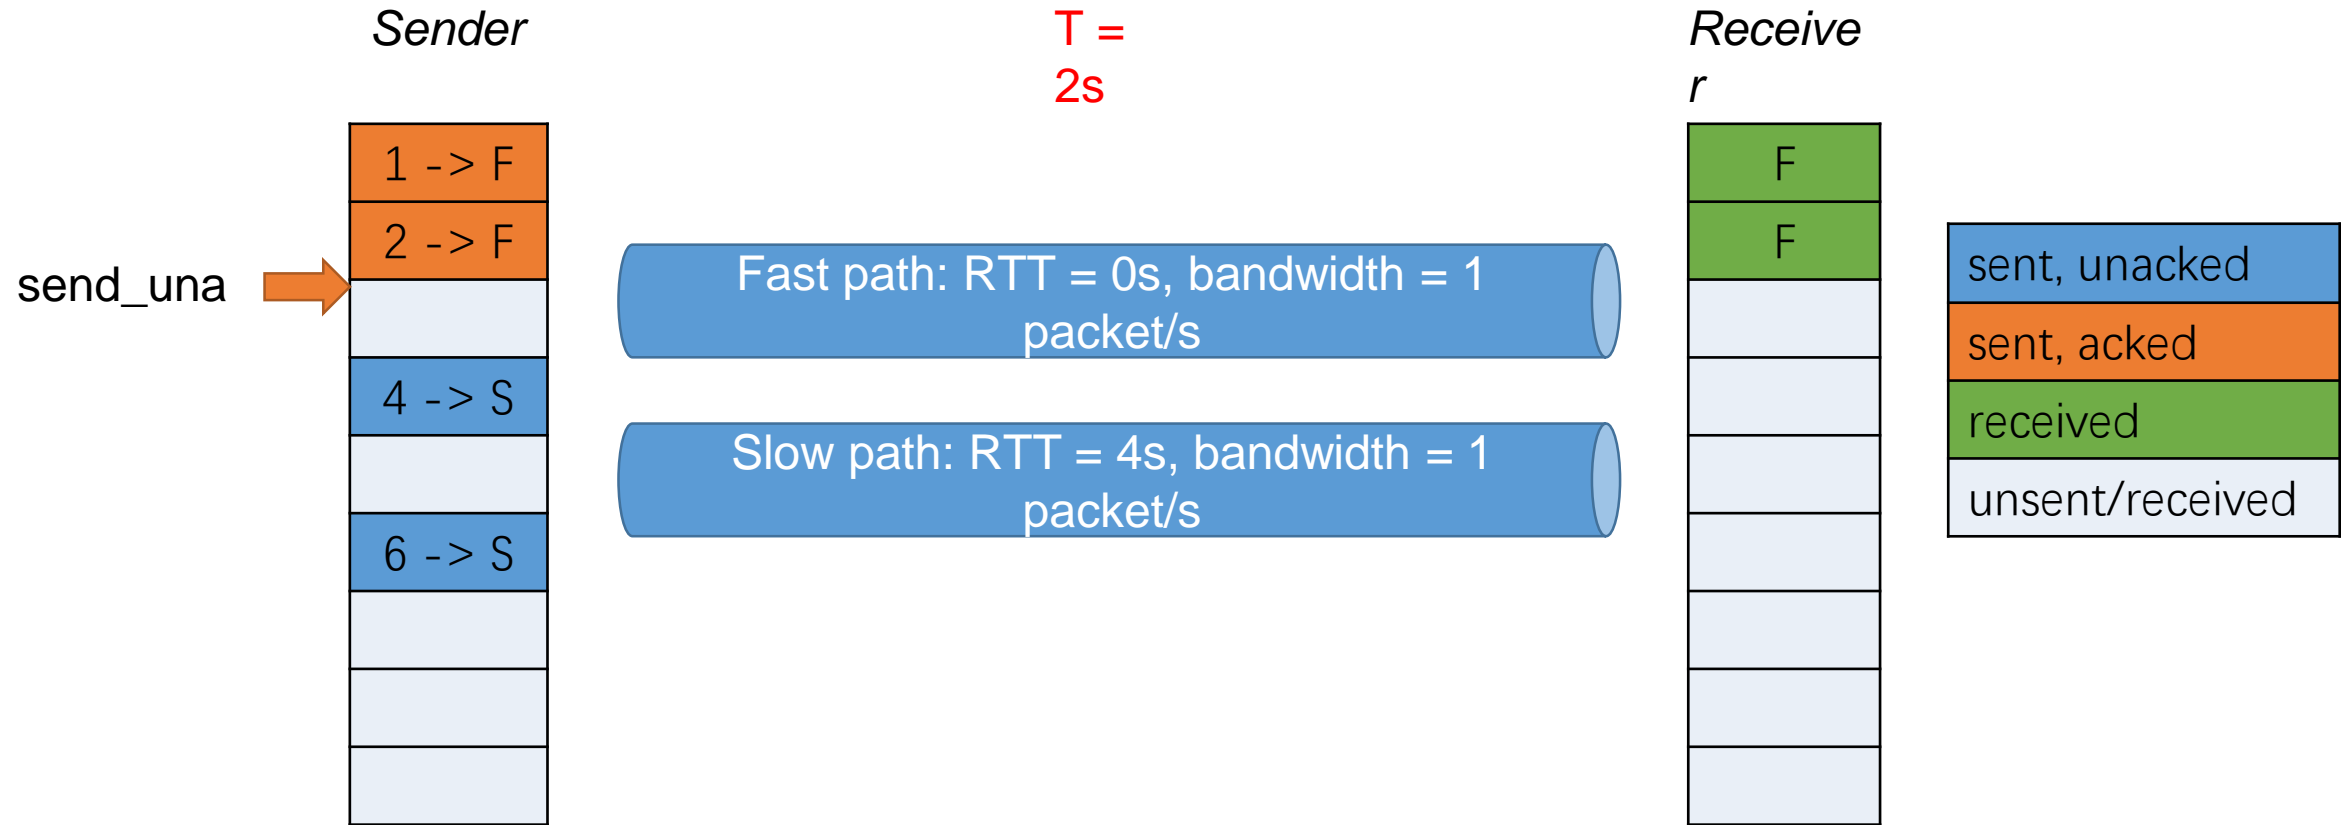 Sender
T =
2s
Receive
r
1 -> F
2 -> F
send_una
4 -> S
6 -> S
Fast path: RTT = 0s, bandwidth = 1
packet/s
Slow path: RTT = 4s, bandwidth = 1
packet/s
F
F
sent, unacked
sent, acked
received
unsent/received